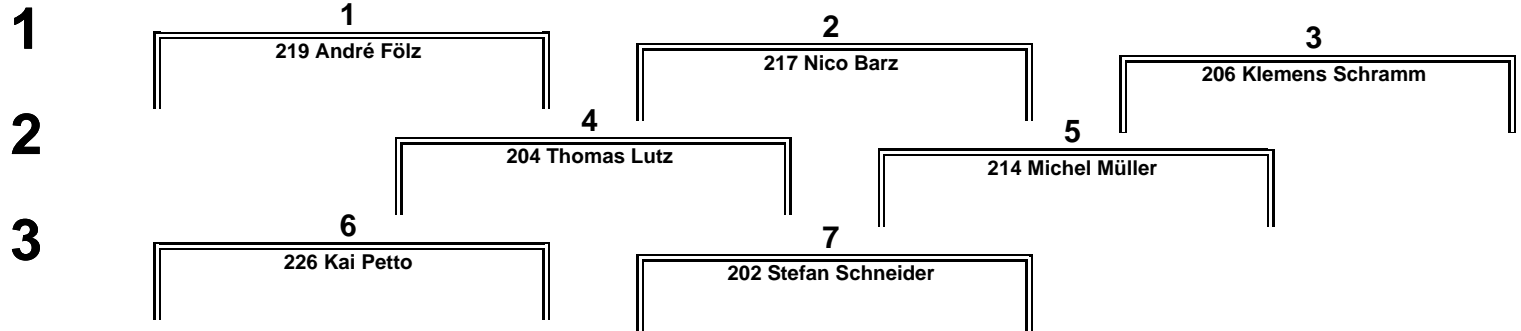 1
1
219 André Fölz
2
217 Nico Barz
3
206 Klemens Schramm
2
4
204 Thomas Lutz
5
214 Michel Müller
3
6
226 Kai Petto
7
202 Stefan Schneider